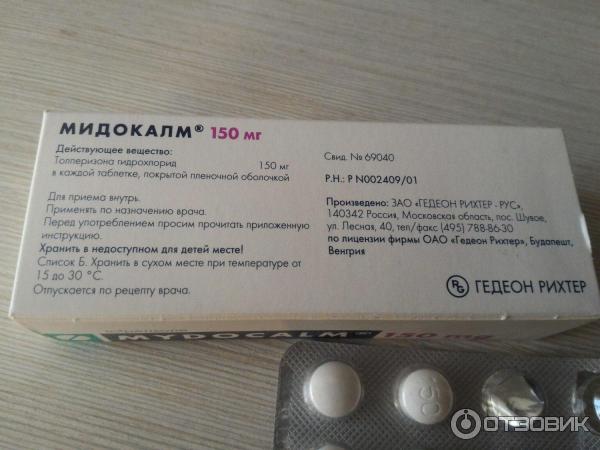 МИДОКАЛМ® 150 мг
Действующее вещество:
Толперизона гидрохлорид 150 мг
в каждой таблетке, покрытой пленочной оболочкой
Для приема внутрь.
Применять по назначению врача.
Перед употреблением просим прочитать приложенную
инструкцию.
Хранить в недоступном для детей месте!
Список Б. Хранить в сухом месте при температуре от
15 до 30 °С.
Отпускается по рецепту врача.
Свид. № 69040
Р.Н.: Р N002409/01
Произведено: ЗАО «ГЕДЕОН РИХТЕР - РУС»,
140342 Россия, Московская область, пос. Шувое,
ул. Лесная, 40, тел/факс (495) 788-86-30
по лицензии фирмы ОАО «Гедеон Рихтер», Будапешт,
Венгрия
RG ГЕДЕОН РИХТЕР
MYDOCALM® 150 mg
150
ОТЗОВИК